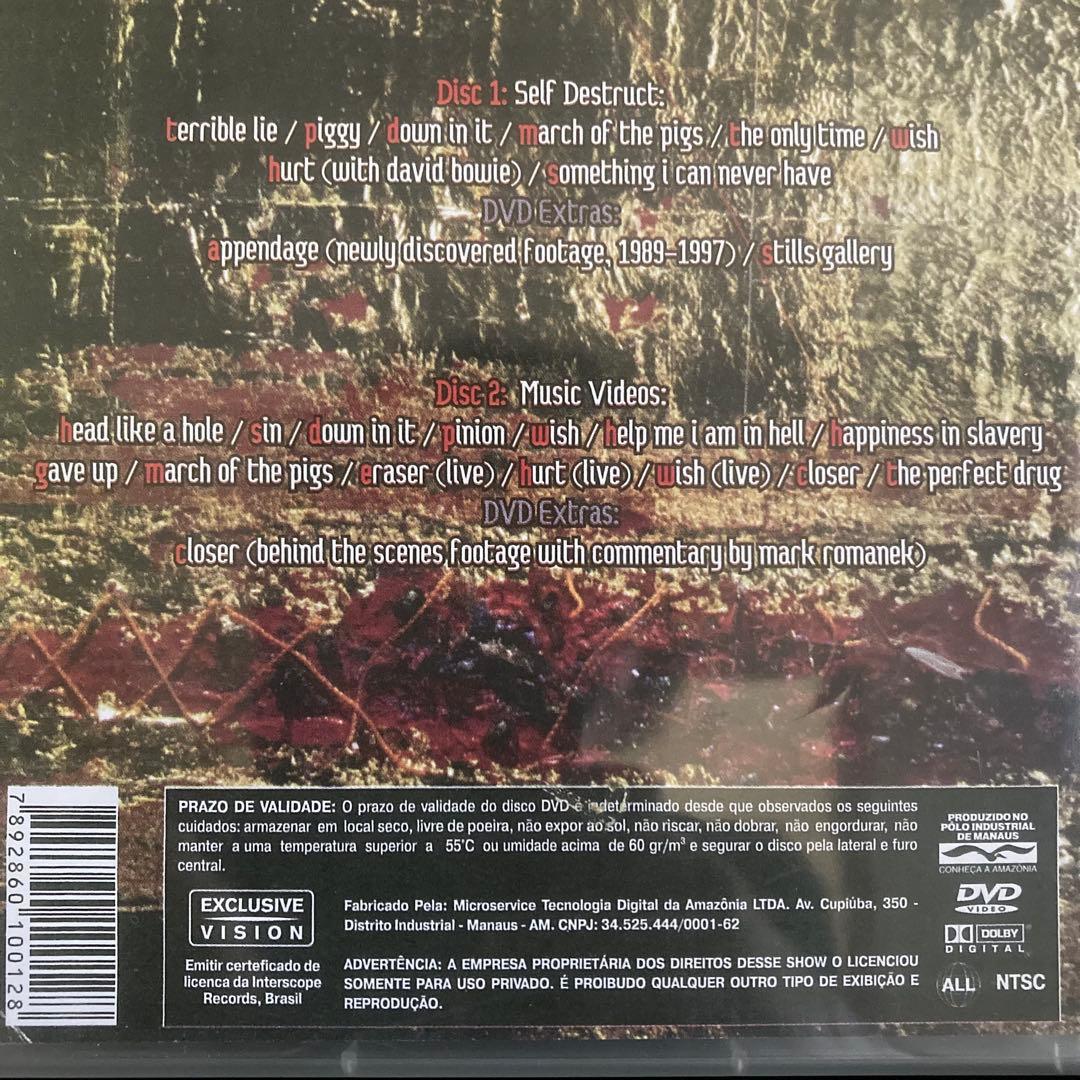 Disc 1: Self Destruct:
terrible lie / piggy / down in it / march of the pigs / the only time / wish
hurt (with david bowie) / something i can never have
DVD Extras:
appendage (newly discovered footage, 1989-1997) / stills gallery
Disc 2: Music Videos:
head like a hole / sin / down in it / pinion / wish / help me i am in hell / happiness in slavery
gave up / march of the pigs / eraser (live) / hurt (live) / wish (live) / closer / the perfect drug
DVD Extras:
closer (behind the scenes footage with commentary by mark romanek)
7 892860 100128
PRAZO DE VALIDADE: O prazo de validade do disco DVD é indeterminado desde que observados os seguintes
cuidados: armazenar em local seco, livre de poeira, não expor ao sol, não riscar, não dobrar, não engordurar, não
manter a uma temperatura superior a 55°C ou umidade acima de 60 gr/m³ e segurar o disco pela lateral e furo
central.
EXCLUSIVE
VISION
Emitir certeficado de
licenca da Interscope
Records, Brasil
Fabricado Pela: Microservice Tecnologia Digital da Amazônia LTDA. Av. Cupiúba, 350 -
Distrito Industrial - Manaus - AM. CNPJ: 34.525.444/0001-62
ADVERTÊNCIA: A EMPRESA PROPRIETÁRIA DOS DIREITOS DESSE SHOW O LICENCIOU
SOMENTE PARA USO PRIVADO. É PROIBUDO QUALQUER OUTRO TIPO DE EXIBIÇÃO E
REPRODUÇÃO.
PRODUZIDO NO
PÓLO INDUSTRIAL
DE MANAUS
CONHEÇA A AMAZÔNIA
DVD
VIDEO
DOLBY
DIGITAL
ALL NTSC